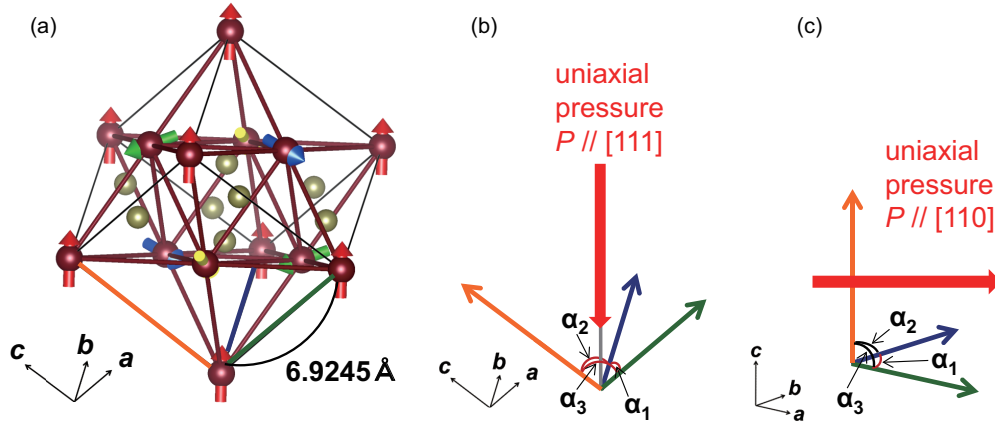 (a)
c
b
a
6.9245 Å
(b)
uniaxial
pressure
P // [111]
α2
α3
α1
c
b
a
(c)
uniaxial
pressure
P // [110]
α2
α1
α3
c
b
a